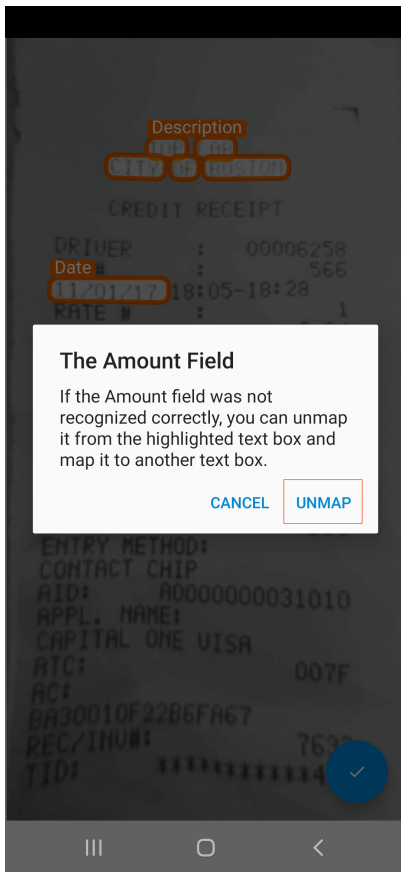 Description
TOP CAB
CITY OF BOSTON
CREDIT RECEIPT
DRIVER : 00006258
Date # : 566
11/01/17 18:05-18:28
RATE # : 1
The Amount Field
If the Amount field was not
recognized correctly, you can unmap
it from the highlighted text box and
map it to another text box.
CANCEL UNMAP
ENTRY METHOD:
CONTACT CHIP
AID: A0000000031010
APPL. NAME:
CAPITAL ONE VISA
ATC: 007F
AC:
BA30010F22B6FA67
REC/INV#: 763
TID: ************4